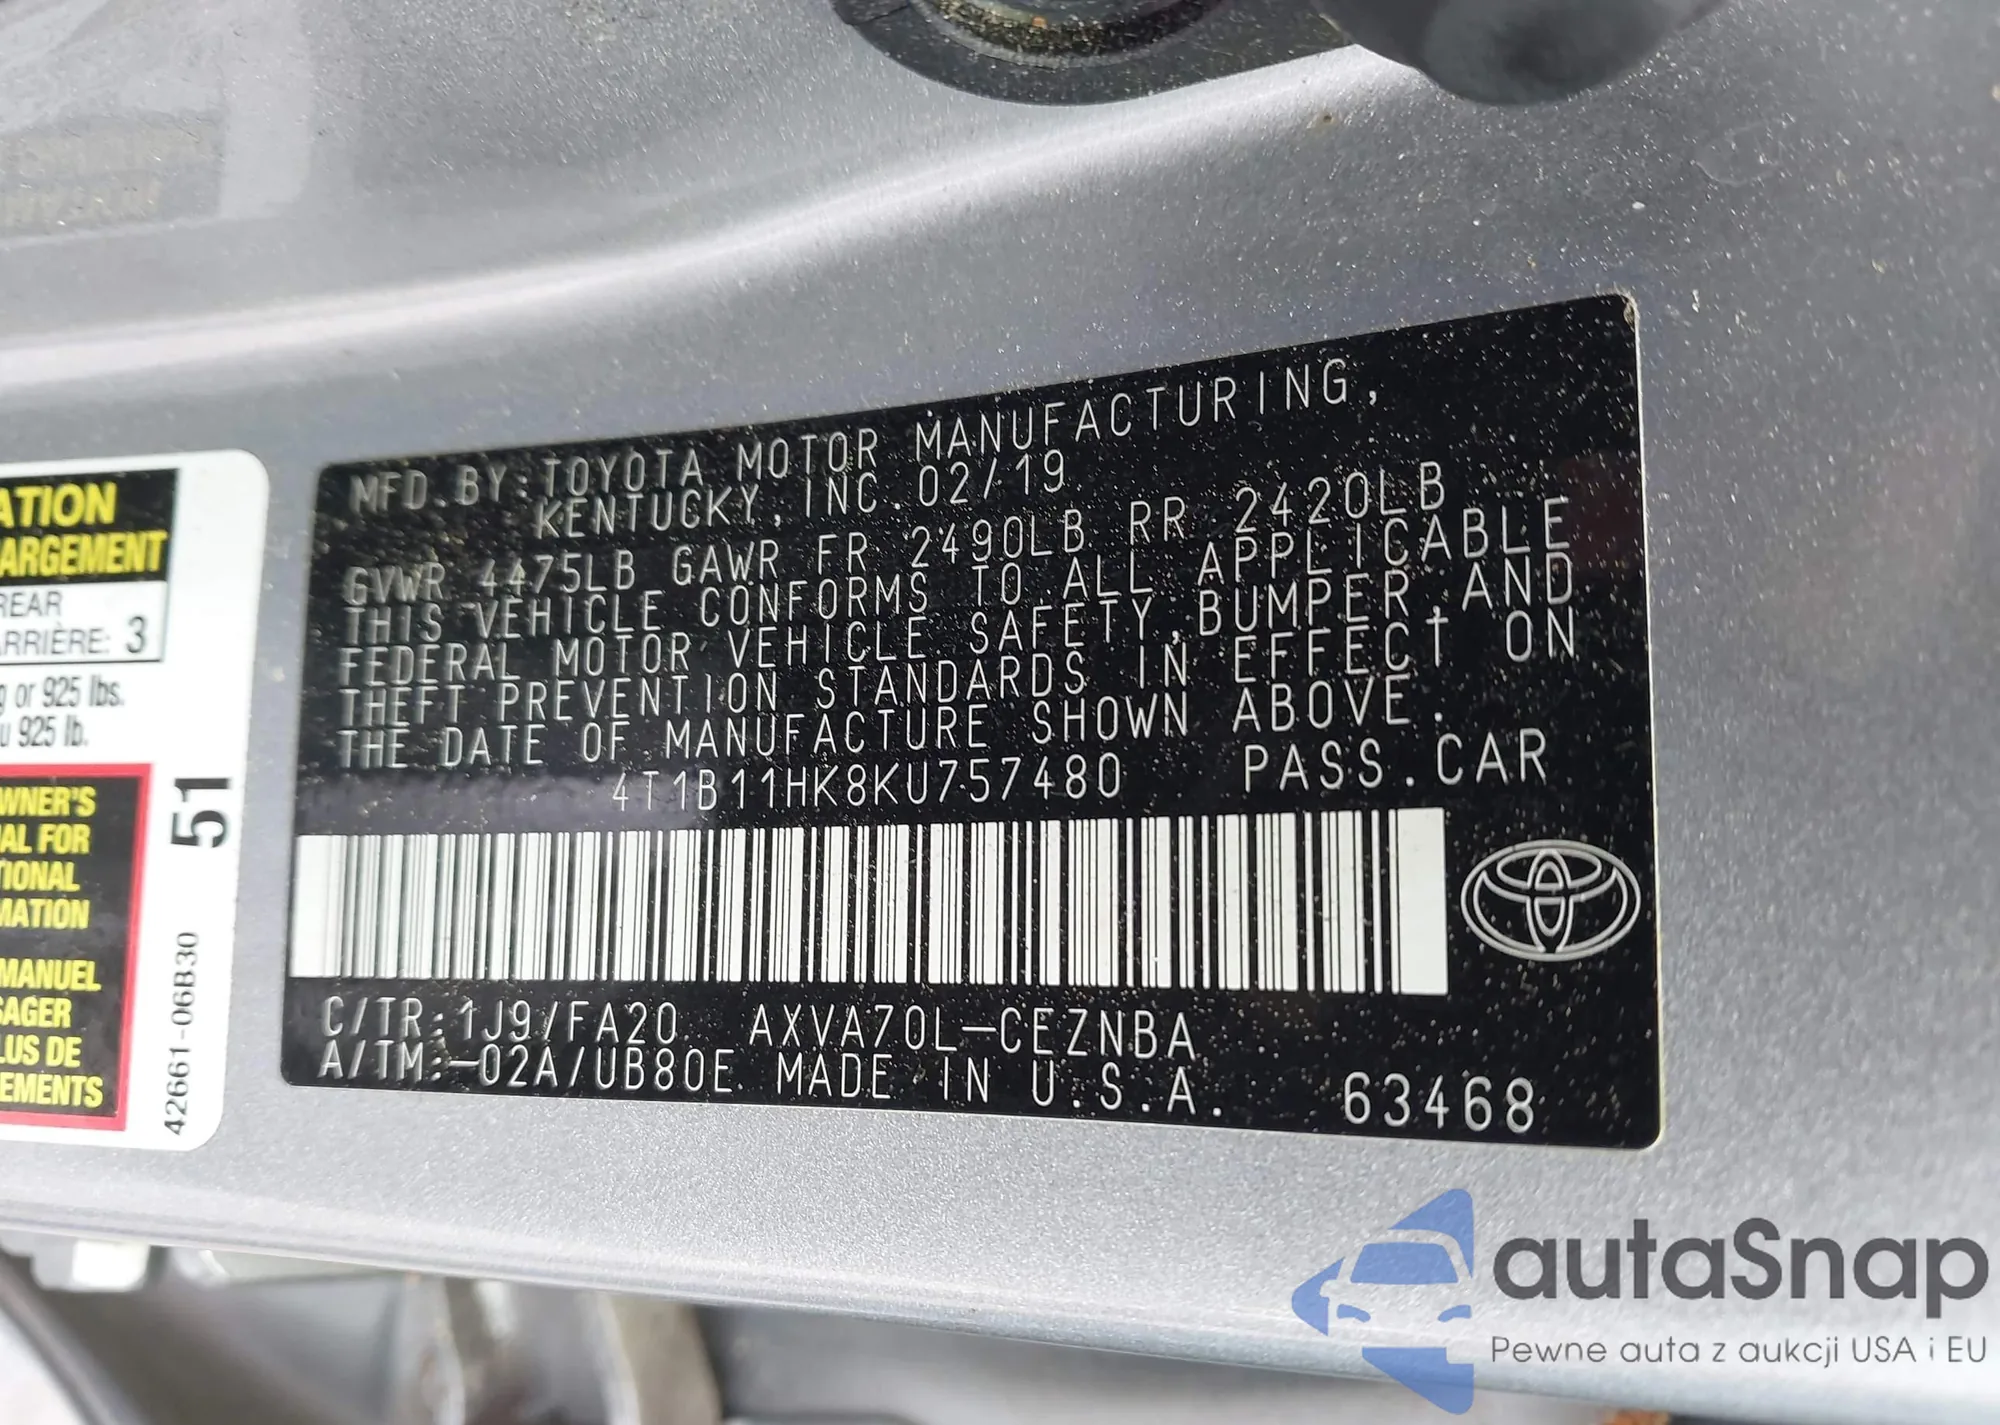 ATION
ARGEMENT
REAR
ARRIÈRE: 3
g or 925 lbs.
u 925 lb.
WNER'S
AL FOR
TIONAL
MATION
MANUEL
SAGER
LUS DE
EMENTS
51
42661-06B30
MFD.BY:TOYOTA MOTOR MANUFACTURING,
KENTUCKY, INC. 02/19
GVWR 4475LB GAWR FR 2490LB RR 2420LB
THIS VEHICLE CONFORMS TO ALL APPLICABLE
FEDERAL MOTOR VEHICLE SAFETY,BUMPER,AND
THEFT PREVENTION STANDARDS IN EFFECT ON
THE DATE OF MANUFACTURE SHOWN ABOVE.
4T1B11HK8KU757480 PASS.CAR
C/TR:1J9/FA20 AXVA70L-CEZNBA
A/TM:-02A/UB80E MADE IN U.S.A. 63468
autaSnap
Pewne auta z aukcji USA i EU